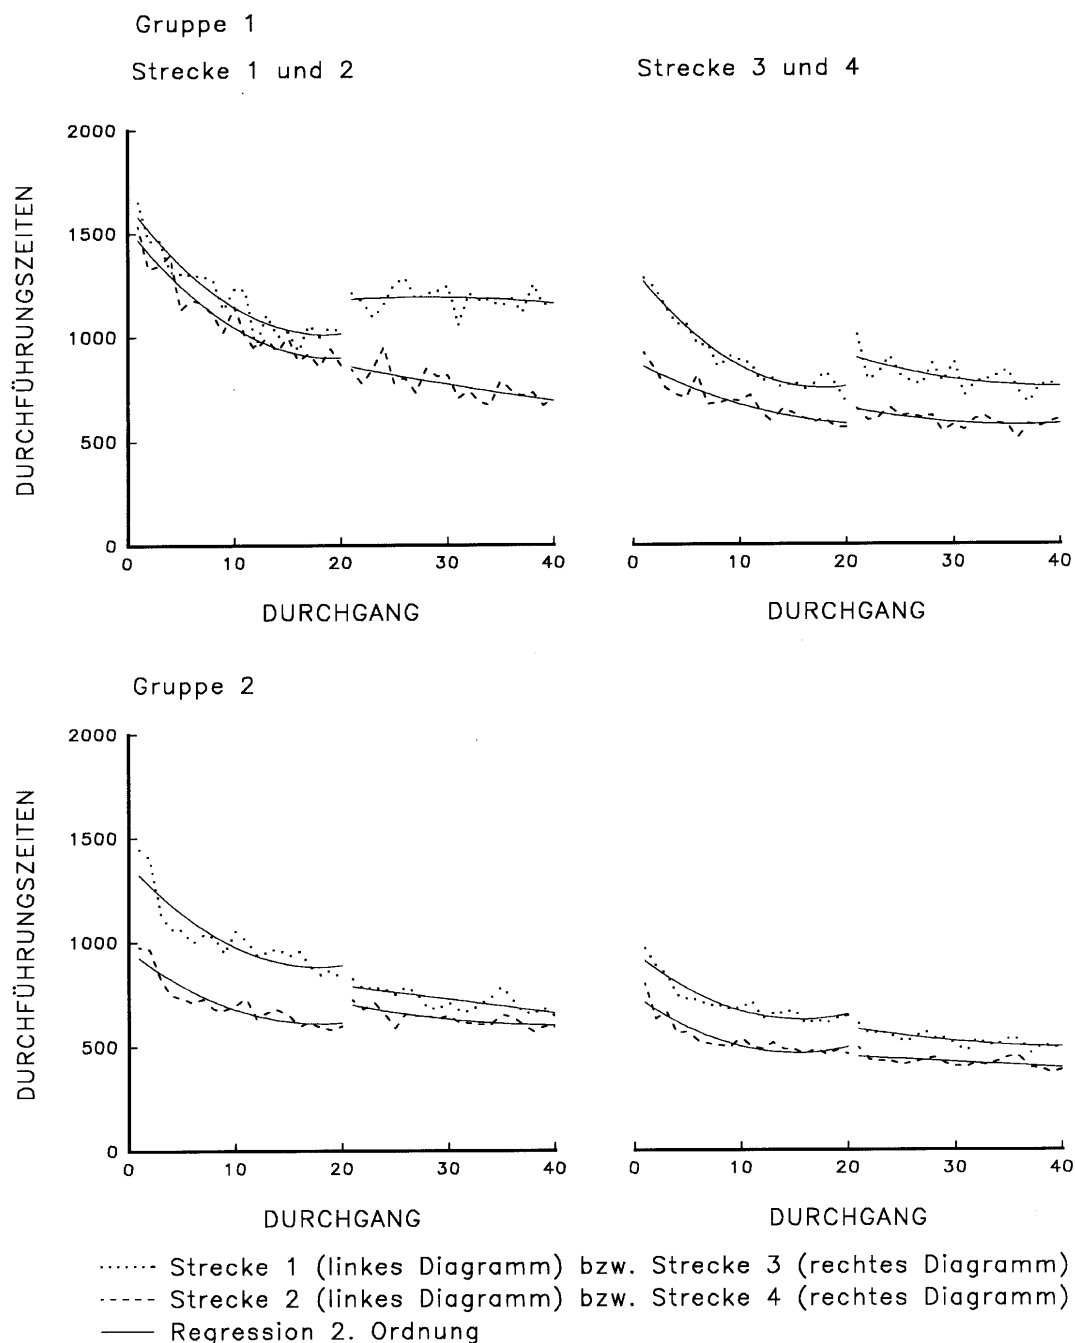 Gruppe 1
Strecke 1 und 2
Strecke 3 und 4
2000
1500
1000
500
0
DURCHFÜHRUNGSZEITEN
0 10 20 30 40
0 10 20 30 40
DURCHGANG
DURCHGANG
Gruppe 2
2000
1500
1000
500
0
DURCHFÜHRUNGSZEITEN
0 10 20 30 40
0 10 20 30 40
DURCHGANG
DURCHGANG
Strecke 1 (linkes Diagramm) bzw. Strecke 3 (rechtes Diagramm)
Strecke 2 (linkes Diagramm) bzw. Strecke 4 (rechtes Diagramm)
Regression 2. Ordnung